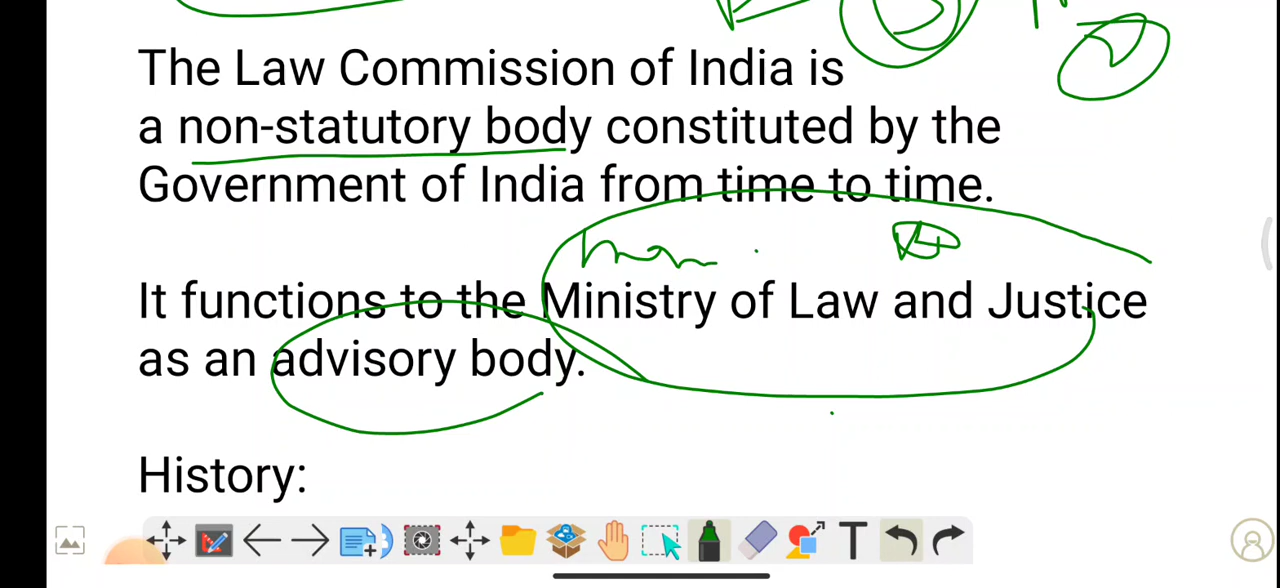 The Law Commission of India is
a non-statutory body constituted by the
Government of India from time to time.
It functions to the Ministry of Law and Justice
as an advisory body.
History:
T